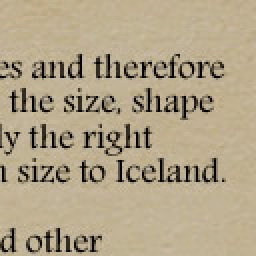 es and therefore
the size, shape
ly the right
n size to Iceland.
d other